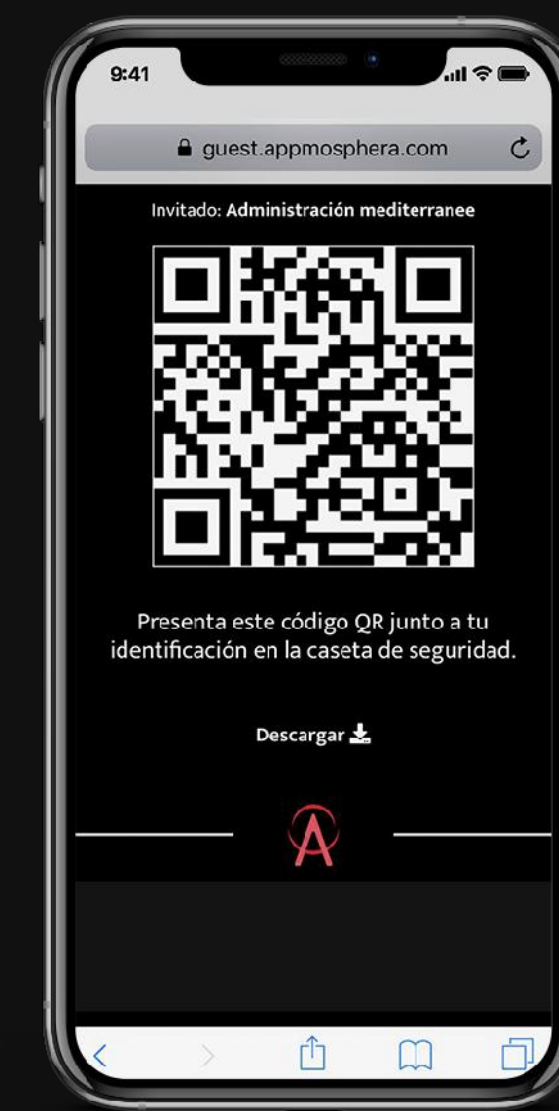 9:41
guest.appmosphera.com
Invitado: Administración mediterranee
Presenta este código QR junto a tu
identificación en la caseta de seguridad.
Descargar